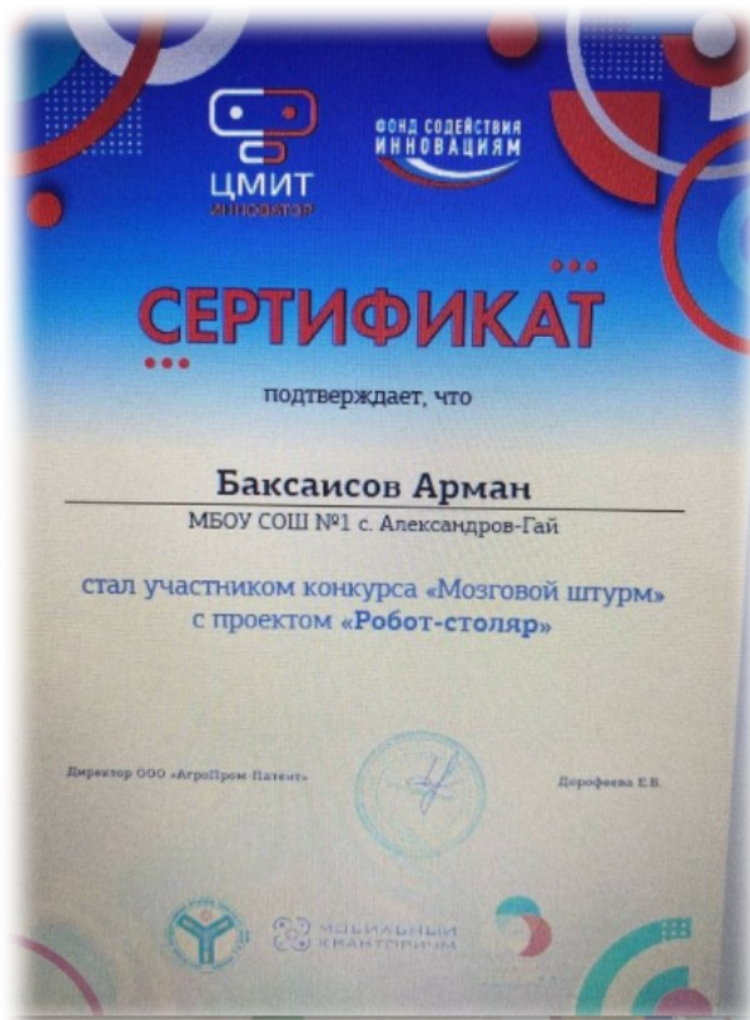 ЦМИТ
ИННОВАТОР
ФОНД СОДЕЙСТВИЯ
ИННОВАЦИЯМ
СЕРТИФИКАТ
подтверждает, что
Баксаисов Арман
МБОУ СОШ №1 с. Александров-Гай
стал участником конкурса «Мозговой штурм»
с проектом «Робот-столяр»
Директор ООО «АгроПром-Патент»
Дорофеева Е.В.
МОБИЛЬНЫЙ
КВАНТОРИУМ